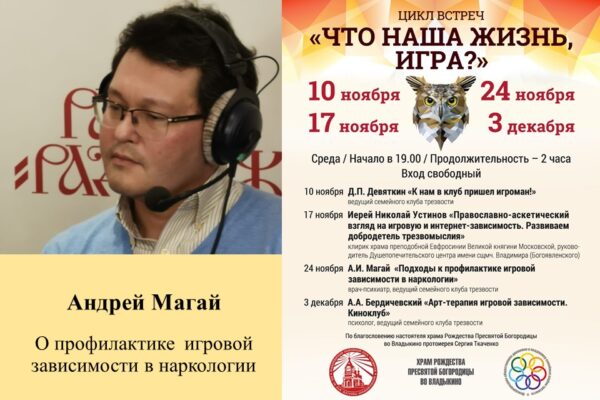 Андрей Магай
О профилактике игровой
зависимости в наркологии
ЦИКЛ ВСТРЕЧ
«ЧТО НАША ЖИЗНЬ,
ИГРА?»
10 ноября
24 ноября
17 ноября
3 декабря
Среда / Начало в 19.00 / Продолжительность – 2 часа
Вход свободный
10 ноября Д.П. Девяткин «К нам в клуб пришел игроман!»
ведущий семейного клуба трезвости
17 ноября Иерей Николай Устинов «Православно-аскетический
взгляд на игровую и интернет-зависимость. Развиваем
добродетель трезвомыслия»
клирик храма преподобной Евфросинии Великой княгини Московской, руково-
дитель Душепопечительского центра имени сщмч. Владимира (Богоявленского)
24 ноября А.И. Магай «Подходы к профилактике игровой
зависимости в наркологии»
врач-психиатр, ведущий семейного клуба трезвости
3 декабря А.А. Бердичевский «Арт-терапия игровой зависимости.
Киноклуб»
психолог, ведущий семейного клуба трезвости
По благословению настоятеля храма Рождества Пресвятой Богородицы
во Владыкино протоиерея Сергия Ткаченко
ХРАМ РОЖДЕСТВА
ПРЕСВЯТОЙ БОГОРОДИЦЫ
ВО ВЛАДЫКИНО